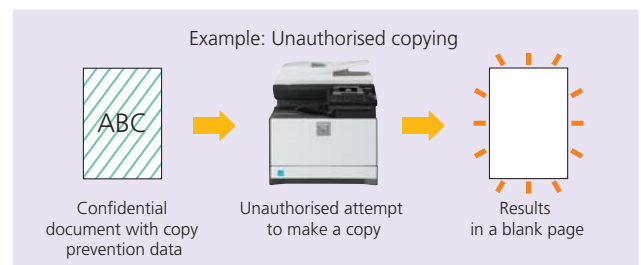 Example: Unauthorised copying
ABC
Confidential
document with copy
prevention data
Unauthorised attempt
to make a copy
Results
in a blank page